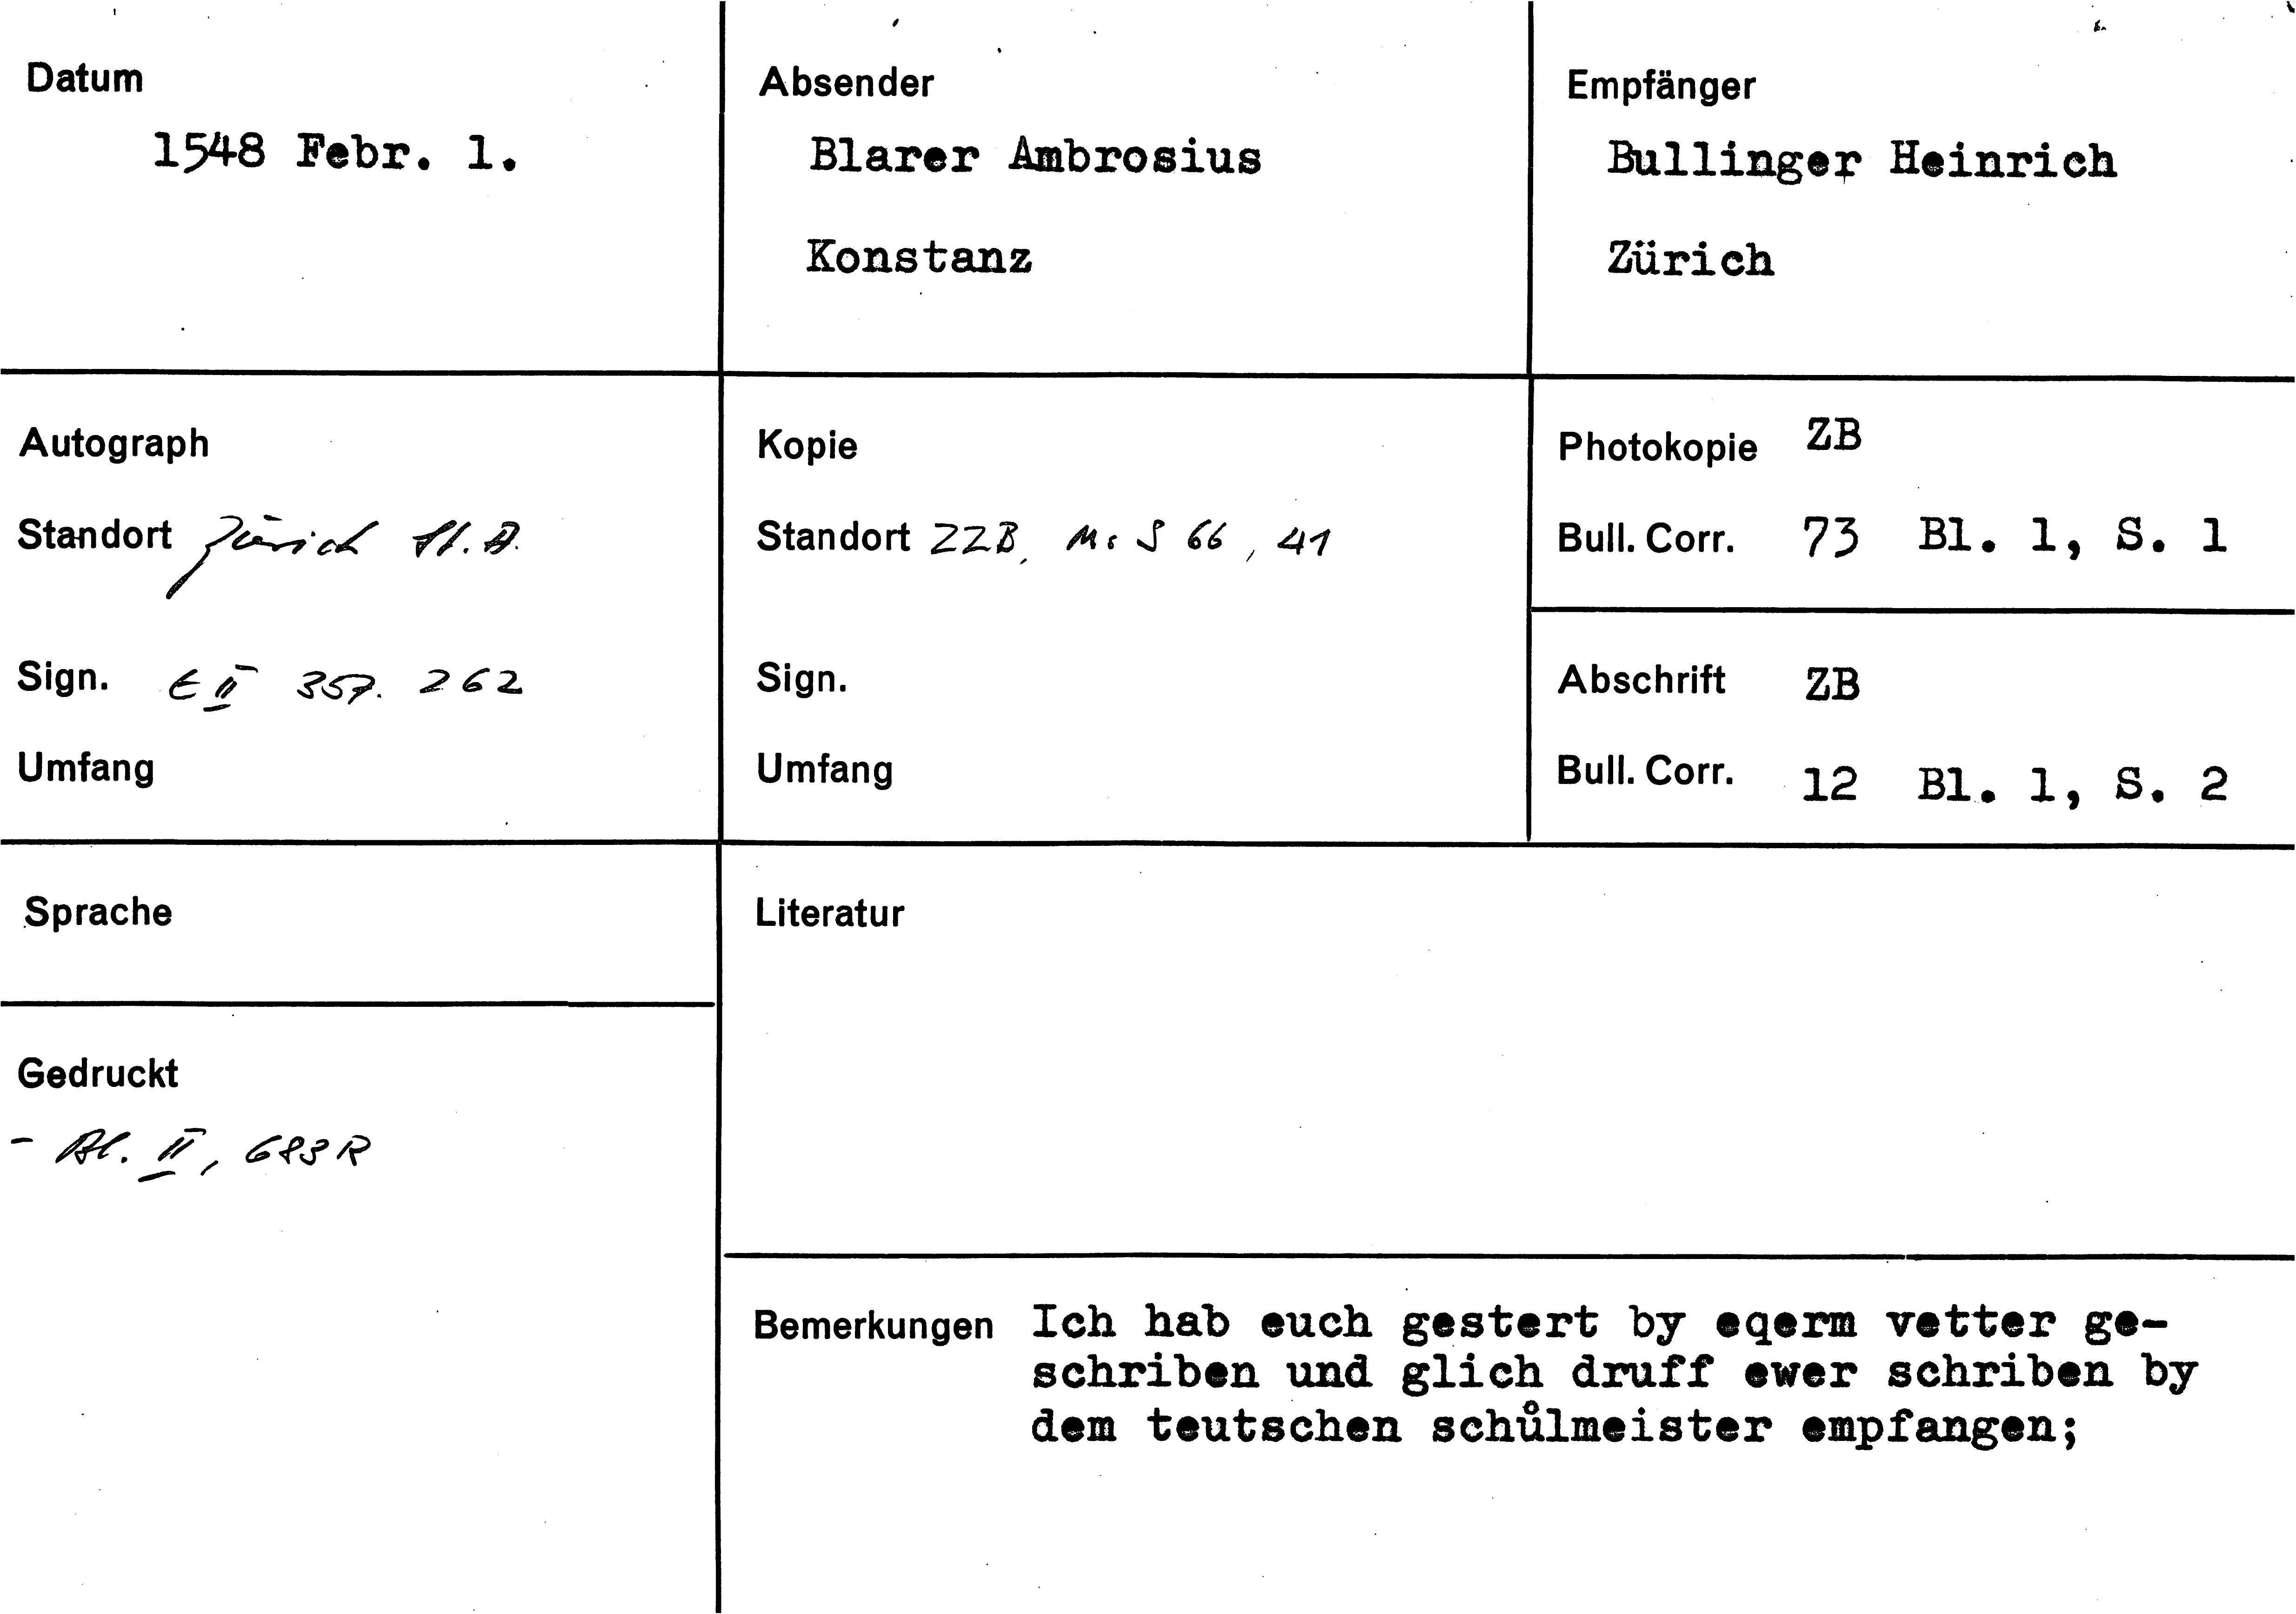 Datum
1548 Febr. 1.
Absender
Blarer Ambrosius
Konstanz
Empfänger
Bullinger Heinrich
Zürich
Autograph
Standort Zürich St. A.
Sign. E II 357. 262
Umfang
Kopie
Standort ZZB, Ms S 66, 41
Sign.
Umfang
Photokopie ZB
Bull. Corr. 73 Bl. 1, S. 1
Abschrift ZB
Bull. Corr. 12 Bl. 1, S. 2
Sprache
Gedruckt
- Bl. II, 683 R
Literatur
Bemerkungen Ich hab euch gestert by eqerm vetter ge-
schriben und glich druff ewer schriben by
dem teutschen schůlmeister empfangen;